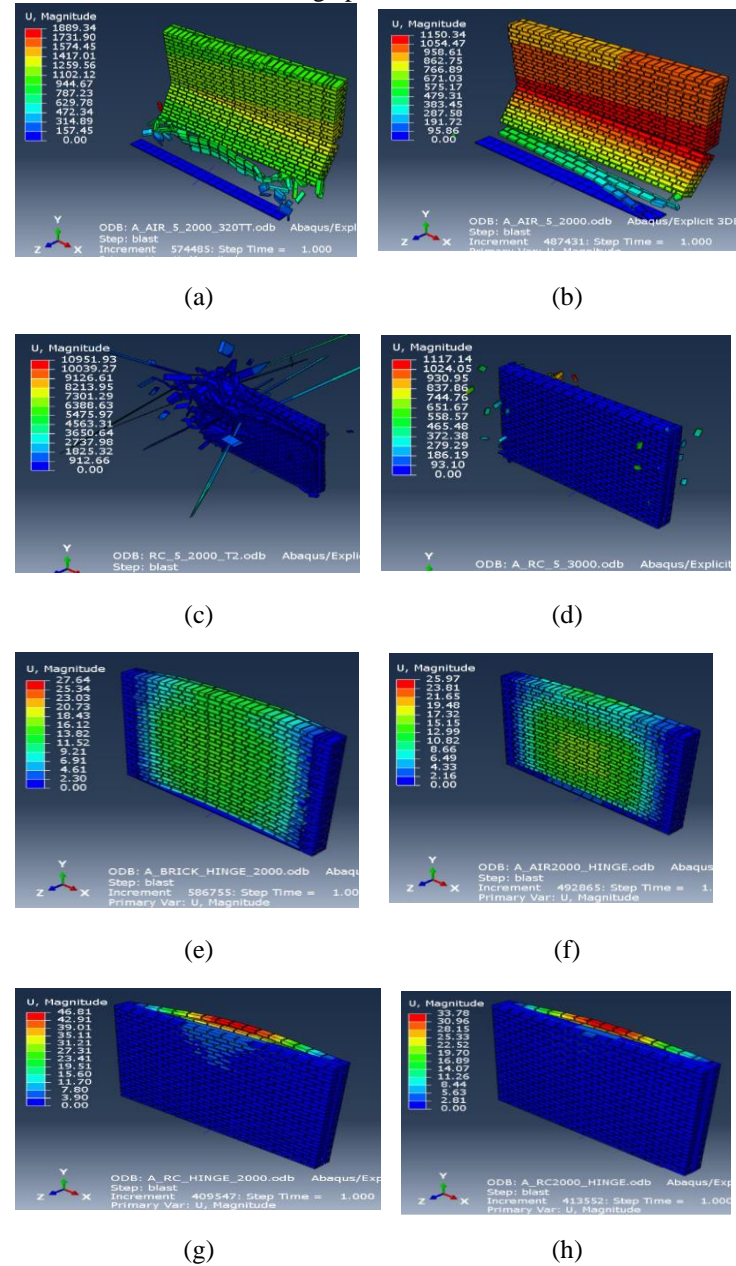 U, Magnitude
1889.34
1731.90
1574.45
1417.01
1259.56
1102.12
944.67
787.23
629.78
472.34
314.89
157.45
0.00
Y
Z X
ODB: A_AIR_5_2000_320TT.odb Abaqus/Expl
Step: blast
Increment 574485: Step Time = 1.000
(a)
U, Magnitude
1150.34
1054.47
958.61
862.75
766.89
671.03
575.17
479.31
383.45
287.58
191.72
95.86
0.00
Y
Z X
ODB: A_AIR_5_2000.odb Abaqus/Explicit 3DE
Step: blast
Increment 487431: Step Time = 1.000
(b)
U, Magnitude
10951.93
10039.27
9126.61
8213.95
7301.29
6388.63
5475.97
4563.31
3650.64
2737.98
1825.32
912.66
0.00
Y
ODB: RC_5_2000_T2.odb Abaqus/Expli
Step: blast
(c)
U, Magnitude
1117.14
1024.05
930.95
837.86
744.76
651.67
558.57
465.48
372.38
279.29
186.19
93.10
0.00
Y
ODB: A_RC_5_3000.odb Abaqus/Explicit
(d)
U, Magnitude
27.64
25.34
23.03
20.73
18.43
16.12
13.82
11.52
9.21
6.91
4.61
2.30
0.00
Y
Z X
ODB: A_BRICK_HINGE_2000.odb Abaqu
Step: blast
Increment 586755: Step Time = 1.00
Primary Var: U, Magnitude
(e)
U, Magnitude
25.97
23.81
21.65
19.48
17.32
15.15
12.99
10.82
8.66
6.49
4.33
2.16
0.00
Y
Z X
ODB: A_AIR2000_HINGE.odb Abaqus
Step: blast
Increment 492865: Step Time = 1.
Primary Var: U, Magnitude
(f)
U, Magnitude
46.81
42.91
39.01
35.11
31.21
27.31
23.41
19.51
15.60
11.70
7.80
3.90
0.00
Y
Z X
ODB: A_RC_HINGE_2000.odb Abaqus/Exp
Step: blast
Increment 409547: Step Time = 1.000
Primary Var: U, Magnitude
(g)
U, Magnitude
33.78
30.96
28.15
25.33
22.52
19.70
16.89
14.07
11.26
8.44
5.63
2.81
0.00
Y
Z X
ODB: A_RC2000_HINGE.odb Abaqus/Exp
Step: blast
Increment 413552: Step Time = 1.000
Primary Var: U, Magnitude
(h)